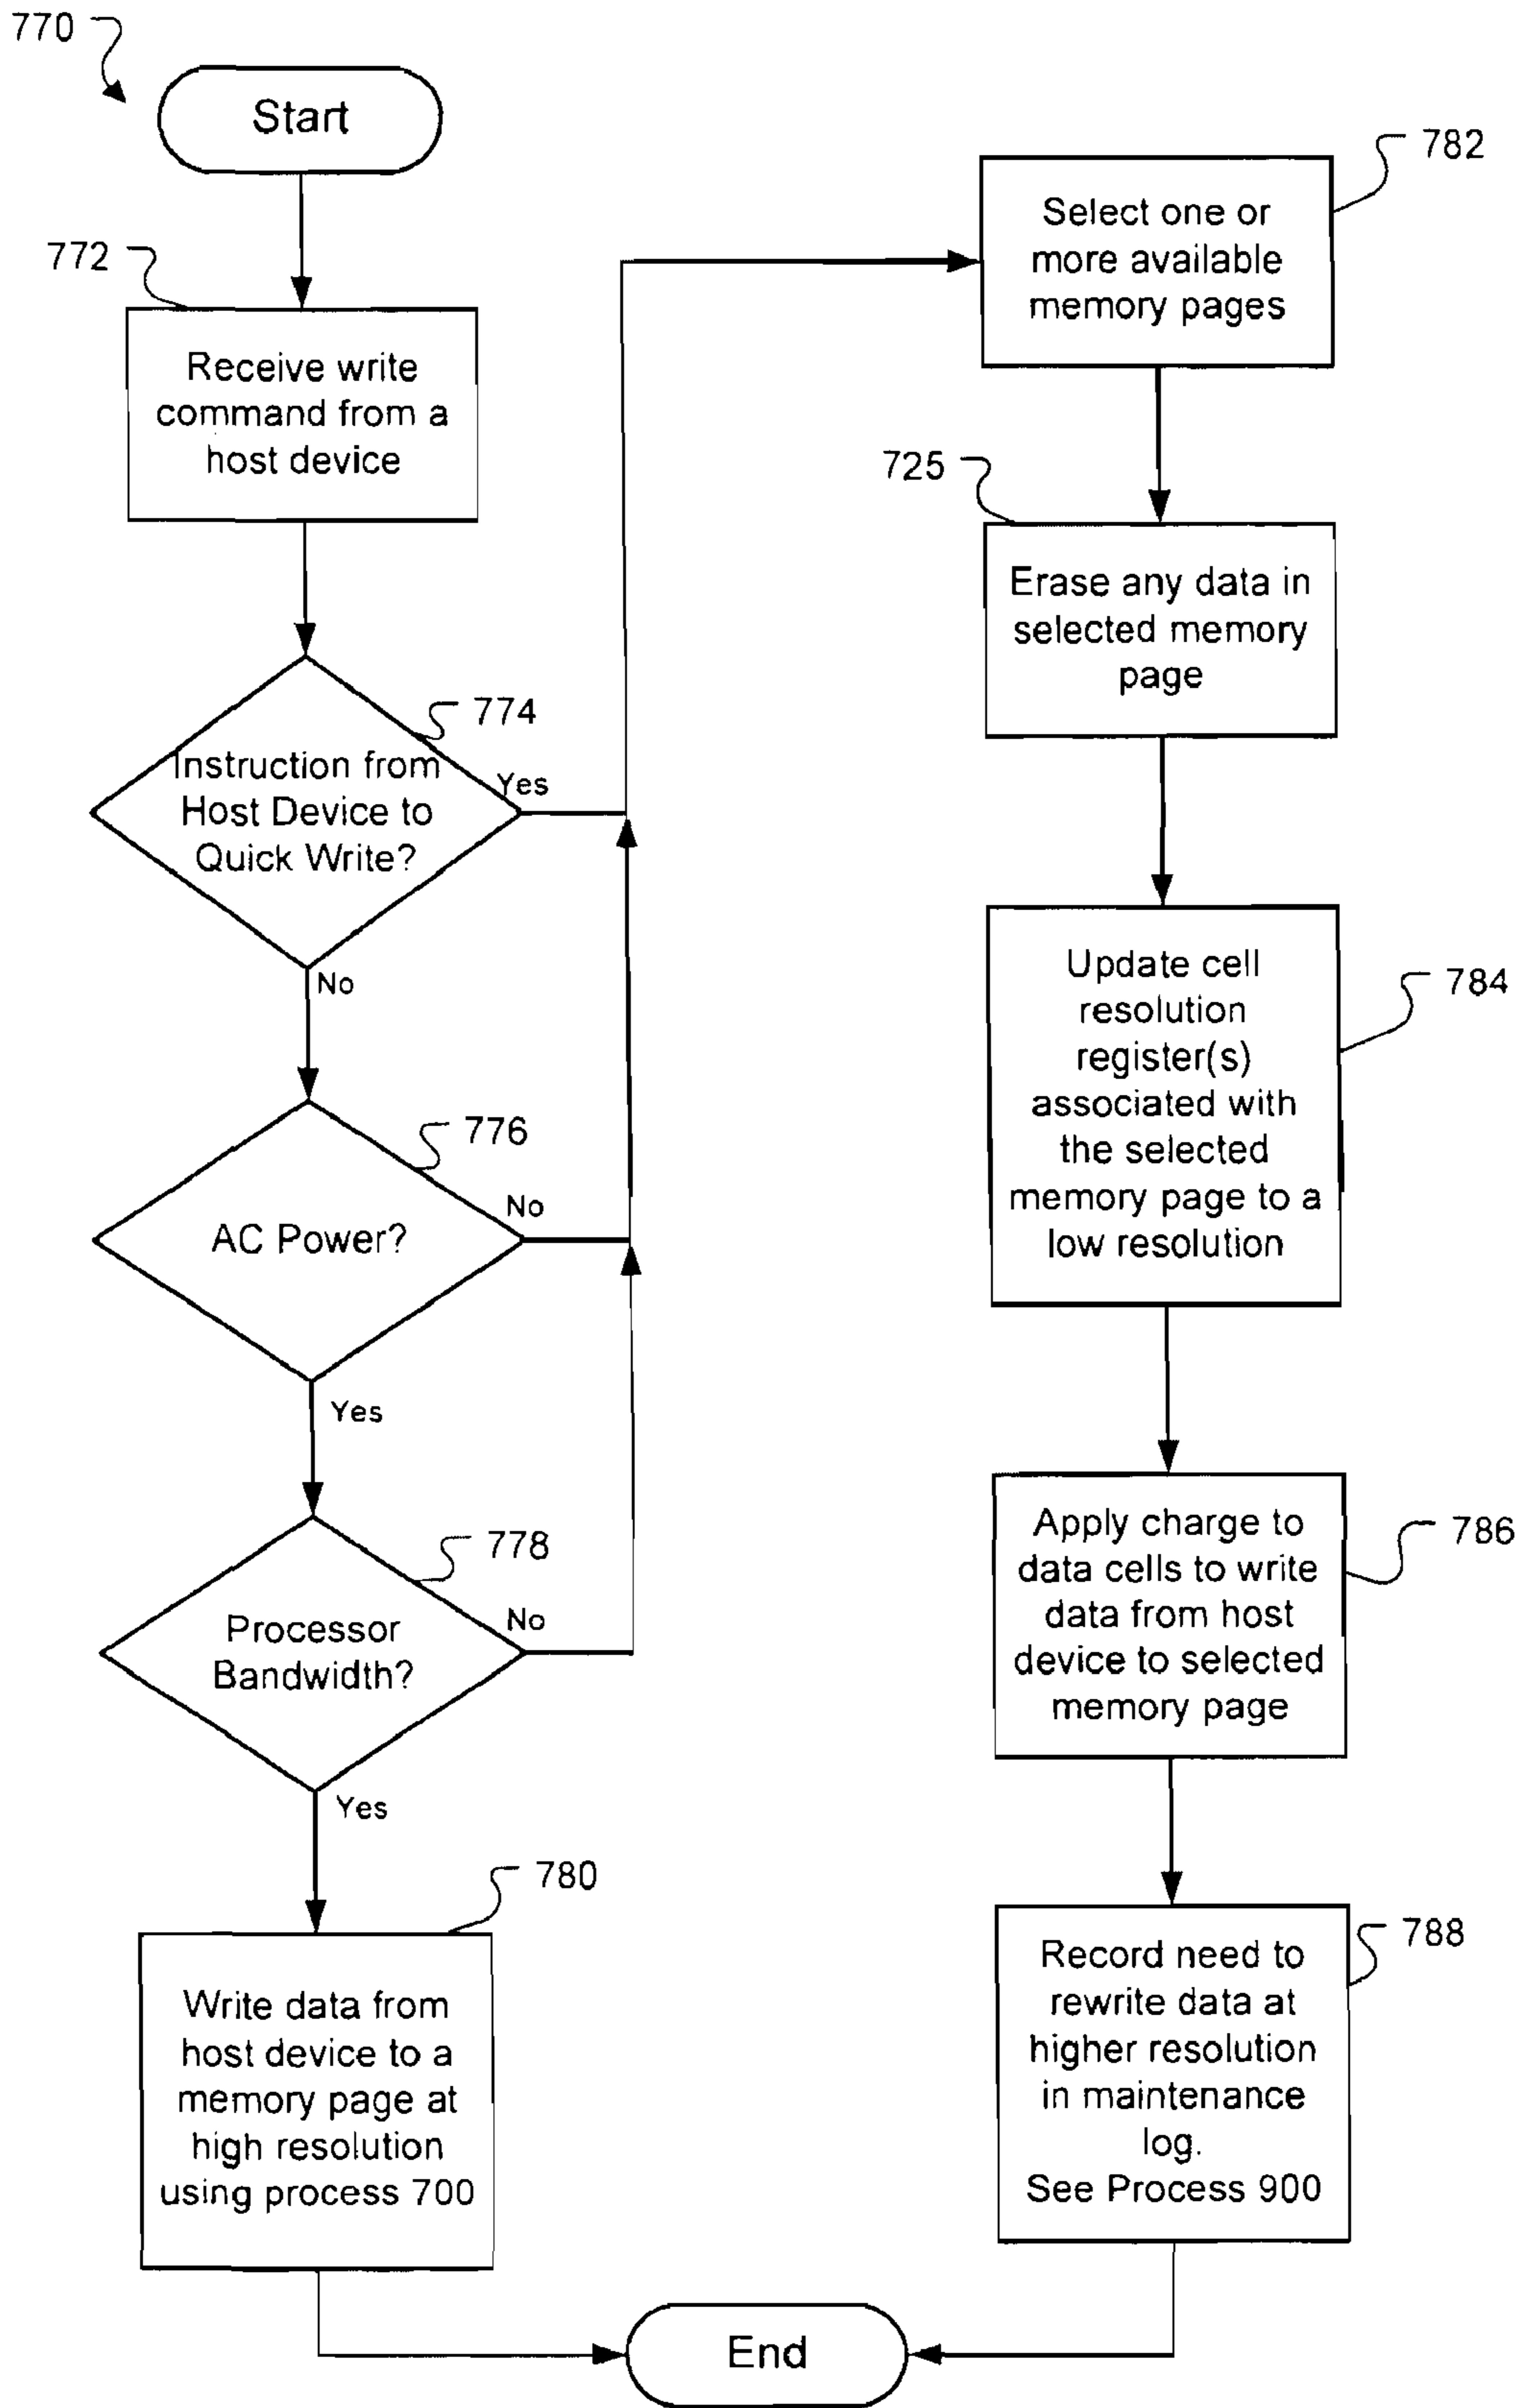 770
Start
772
Receive write
command from a
host device
774
Instruction from
Host Device to
Quick Write?
Yes
No
776
AC Power?
No
Yes
778
Processor
Bandwidth?
No
Yes
780
Write data from
host device to a
memory page at
high resolution
using process 700
782
Select one or
more available
memory pages
725
Erase any data in
selected memory
page
784
Update cell
resolution
register(s)
associated with
the selected
memory page to a
low resolution
786
Apply charge to
data cells to write
data from host
device to selected
memory page
788
Record need to
rewrite data at
higher resolution
in maintenance
log.
See Process 900
End